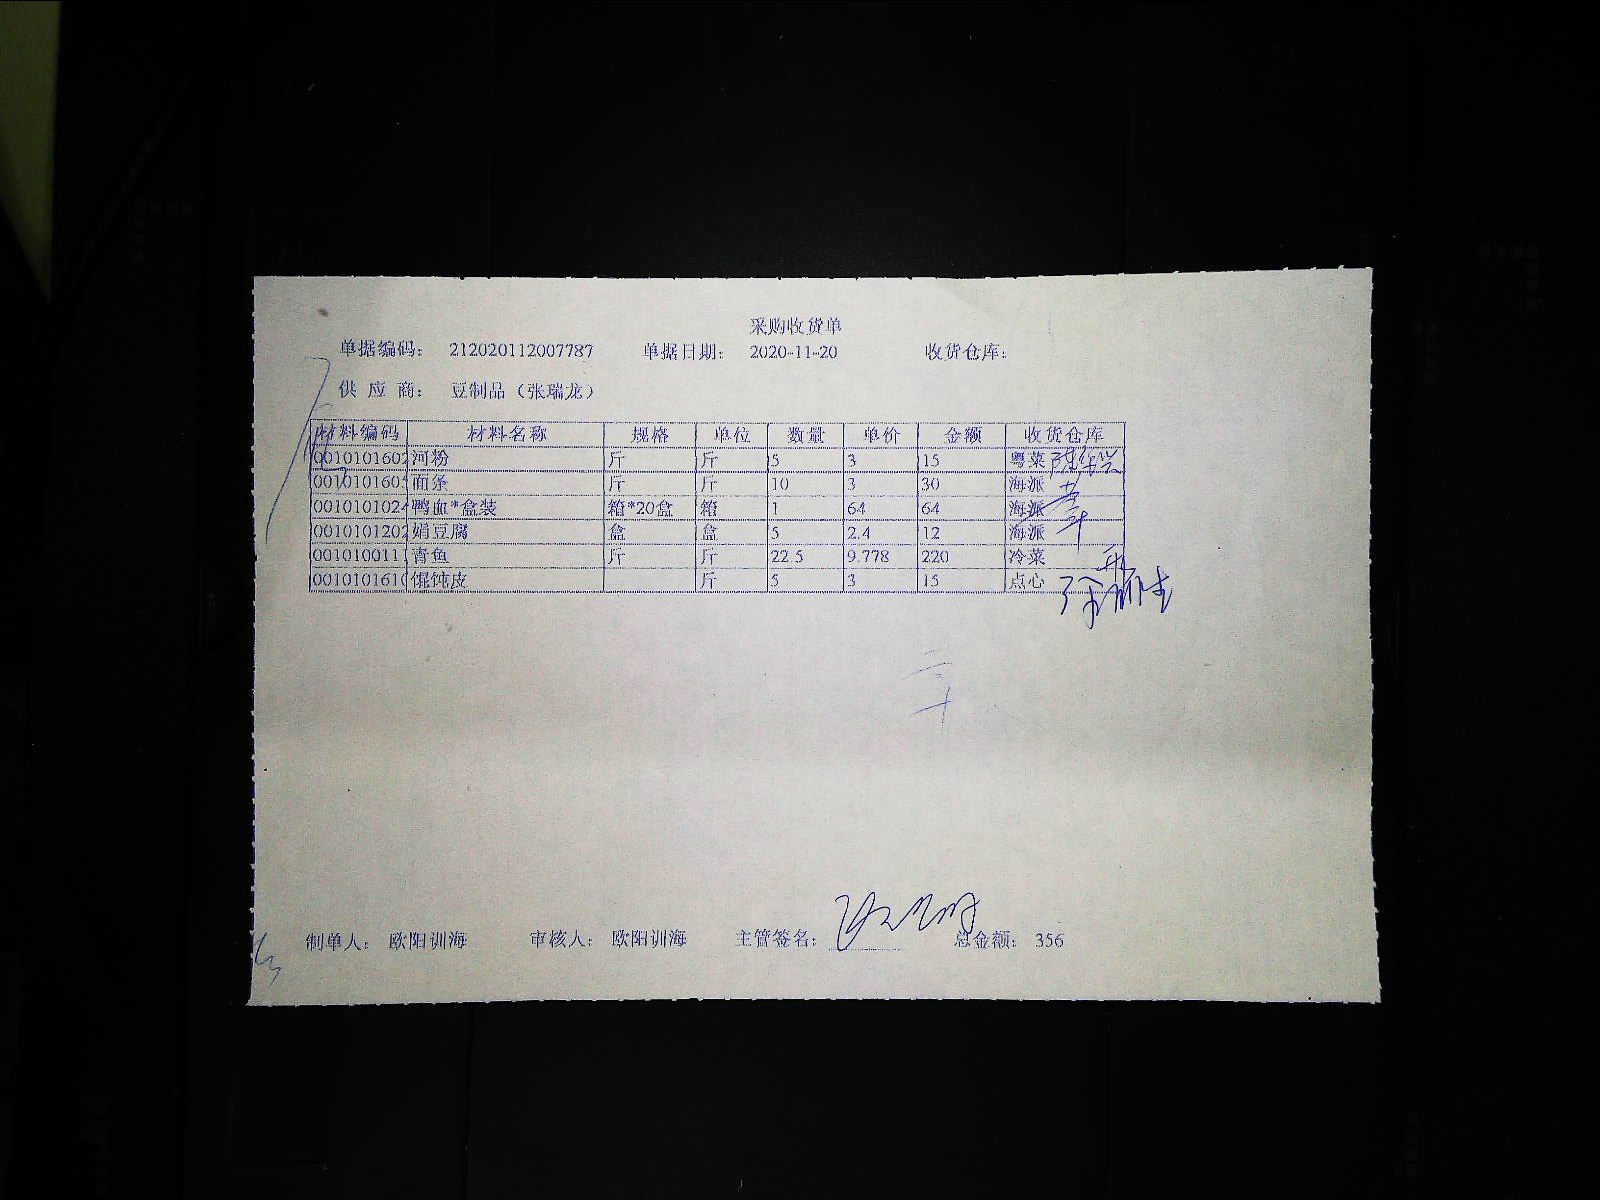 采购收货单
单据编码： 212020112007787 单据日期： 2020-11-20 收货仓库：
供 应 商： 豆制品（张瑞龙）
材料编码 材料名称 规格 单位 数量 单价 金额 收货仓库
0010101602 河粉 斤 斤 5 3 15 粤菜
001010160 面条 斤 斤 10 3 30 海派
001010102 鸭血*盒装 箱*20盒 箱 1 64 64 海派
0010101202 娟豆腐 盒 盒 5 2.4 12 海派
001010011 青鱼 斤 斤 22.5 9.778 220 冷菜
001010161 馄饨皮 斤 5 3 15 点心
制单人： 欧阳训海 审核人： 欧阳训海 主管签名： 总金额： 356